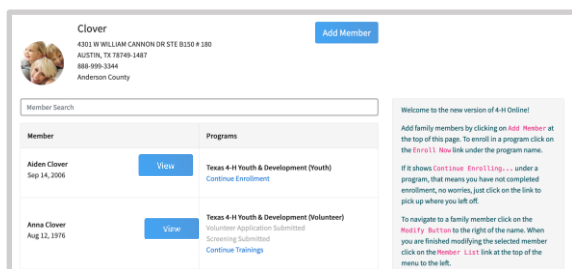 Clover
4301 W WILLIAM CANNON DR STE B150 # 180
AUSTIN, TX 78749-1487
888-999-3344
Anderson County
Add Member
Member Search
Member
Programs
Aiden Clover
Sep 14, 2006
View
Texas 4-H Youth & Development (Youth)
Continue Enrollment
Anna Clover
Aug 12, 1976
View
Texas 4-H Youth & Development (Volunteer)
Volunteer Application Submitted
Screening Submitted
Continue Trainings
Welcome to the new version of 4-H Online!
Add family members by clicking on Add Member at
the top of this page. To enroll in a program click on
the Enroll Now link under the program name.
If it shows Continue Enrolling... under a
program, that means you have not completed
enrollment, no worries, just click on the link to
pick up where you left off.
To navigate to a family member click on the
Modify Button to the right of the name. When
you are finished modifying the selected member
click on the Member List link at the top of the
menu to the left.